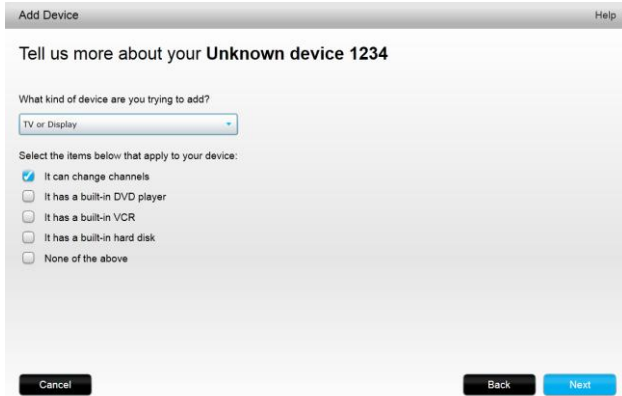 Add Device Help
Tell us more about your Unknown device 1234
What kind of device are you trying to add?
TV or Display
Select the items below that apply to your device:
It can change channels
It has a built-in DVD player
It has a built-in VCR
It has a built-in hard disk
None of the above
Cancel Back Next